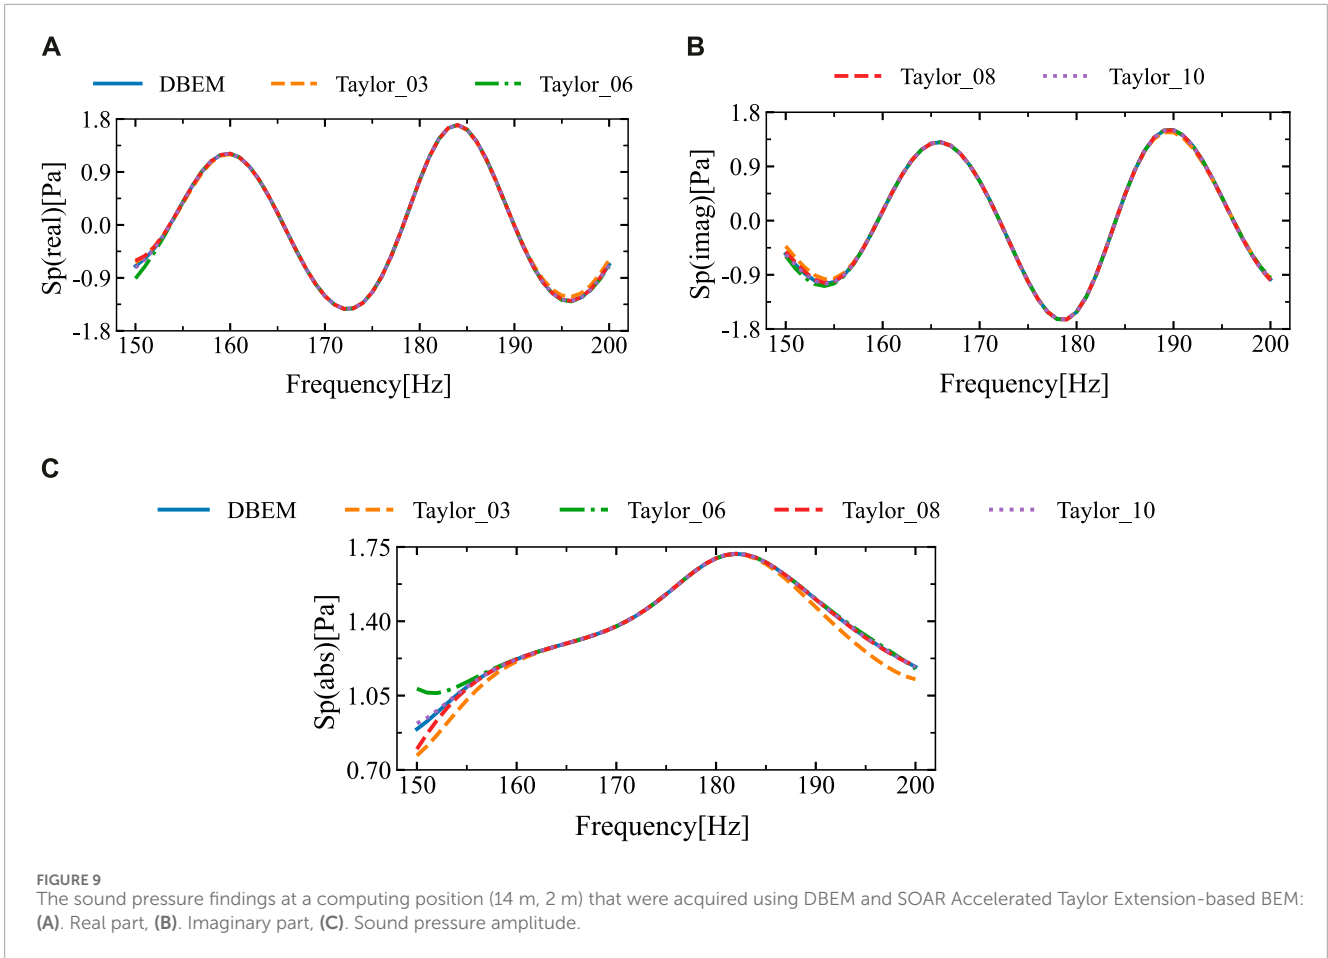 A
B
DBEM Taylor_03 Taylor_06
Taylor_08 Taylor_10
1.8
0.9
0.0
-0.9
-1.8
Sp(real)[Pa]
150 160 170 180 190 200
Frequency[Hz]
1.8
0.9
0.0
-0.9
-1.8
Sp(imag)[Pa]
150 160 170 180 190 200
Frequency[Hz]
C
DBEM Taylor_03 Taylor_06 Taylor_08 Taylor_10
1.75
1.40
1.05
0.70
Sp(abs)[Pa]
150 160 170 180 190 200
Frequency[Hz]
FIGURE 9
The sound pressure findings at a computing position (14 m, 2 m) that were acquired using DBEM and SOAR Accelerated Taylor Extension-based BEM:
(A). Real part, (B). Imaginary part, (C). Sound pressure amplitude.